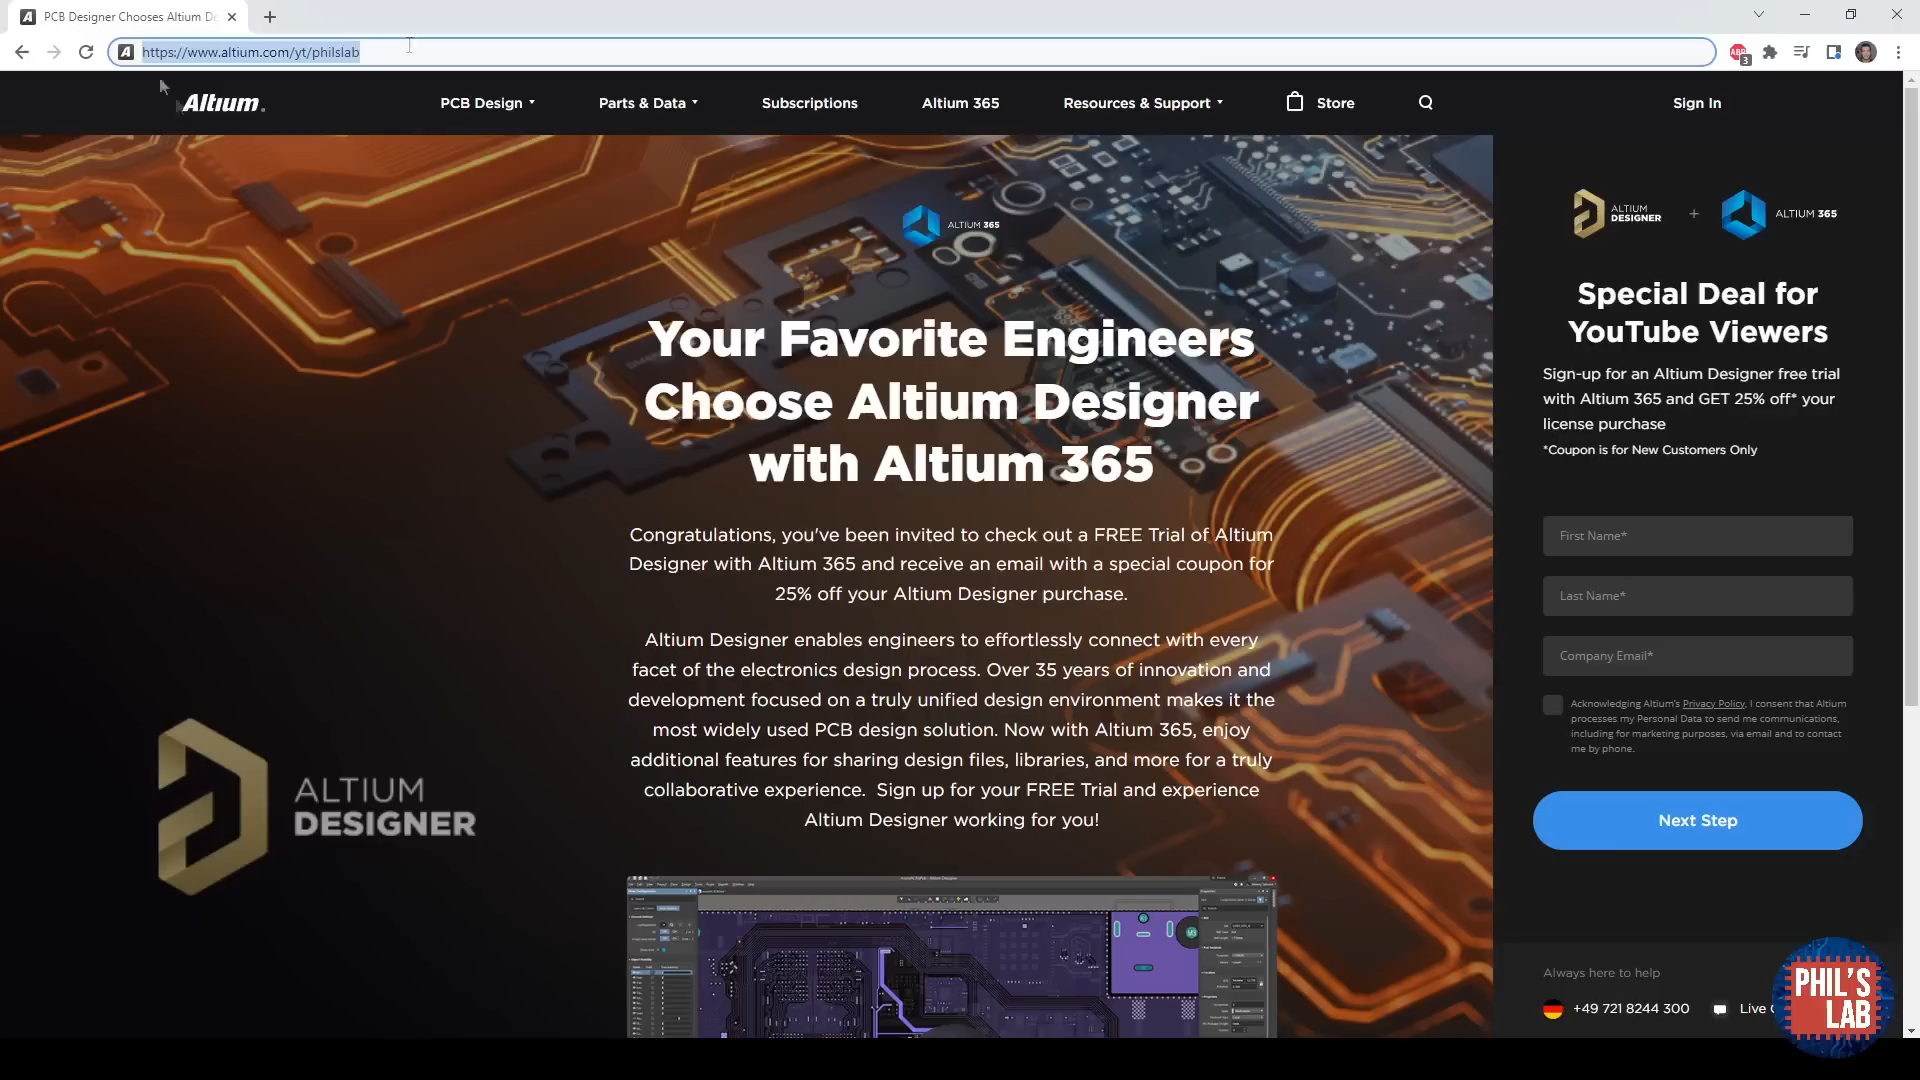 PCB Designer Chooses Altium De
https://www.altium.com/yt/philslab
ABP
3
Altium.
PCB Design
Parts & Data
Subscriptions
Altium 365
Resources & Support
Store
Sign In
ALTIUM 365
ALTIUM
DESIGNER
+
ALTIUM 365
Your Favorite Engineers
Choose Altium Designer
with Altium 365
Congratulations, you've been invited to check out a FREE Trial of Altium
Designer with Altium 365 and receive an email with a special coupon for
25% off your Altium Designer purchase.
Altium Designer enables engineers to effortlessly connect with every
facet of the electronics design process. Over 35 years of innovation and
development focused on a truly unified design environment makes it the
most widely used PCB design solution. Now with Altium 365, enjoy
additional features for sharing design files, libraries, and more for a truly
collaborative experience. Sign up for your FREE Trial and experience
Altium Designer working for you!
ALTIUM
DESIGNER
Special Deal for
YouTube Viewers
Sign-up for an Altium Designer free trial
with Altium 365 and GET 25% off* your
license purchase
*Coupon is for New Customers Only
First Name*
Last Name*
Company Email*
Acknowledging Altium's Privacy Policy, I consent that Altium
processes my Personal Data to send me communications,
including for marketing purposes, via email and to contact
me by phone.
Next Step
Always here to help
+49 721 8244 300
Live
PHIL'S
LAB